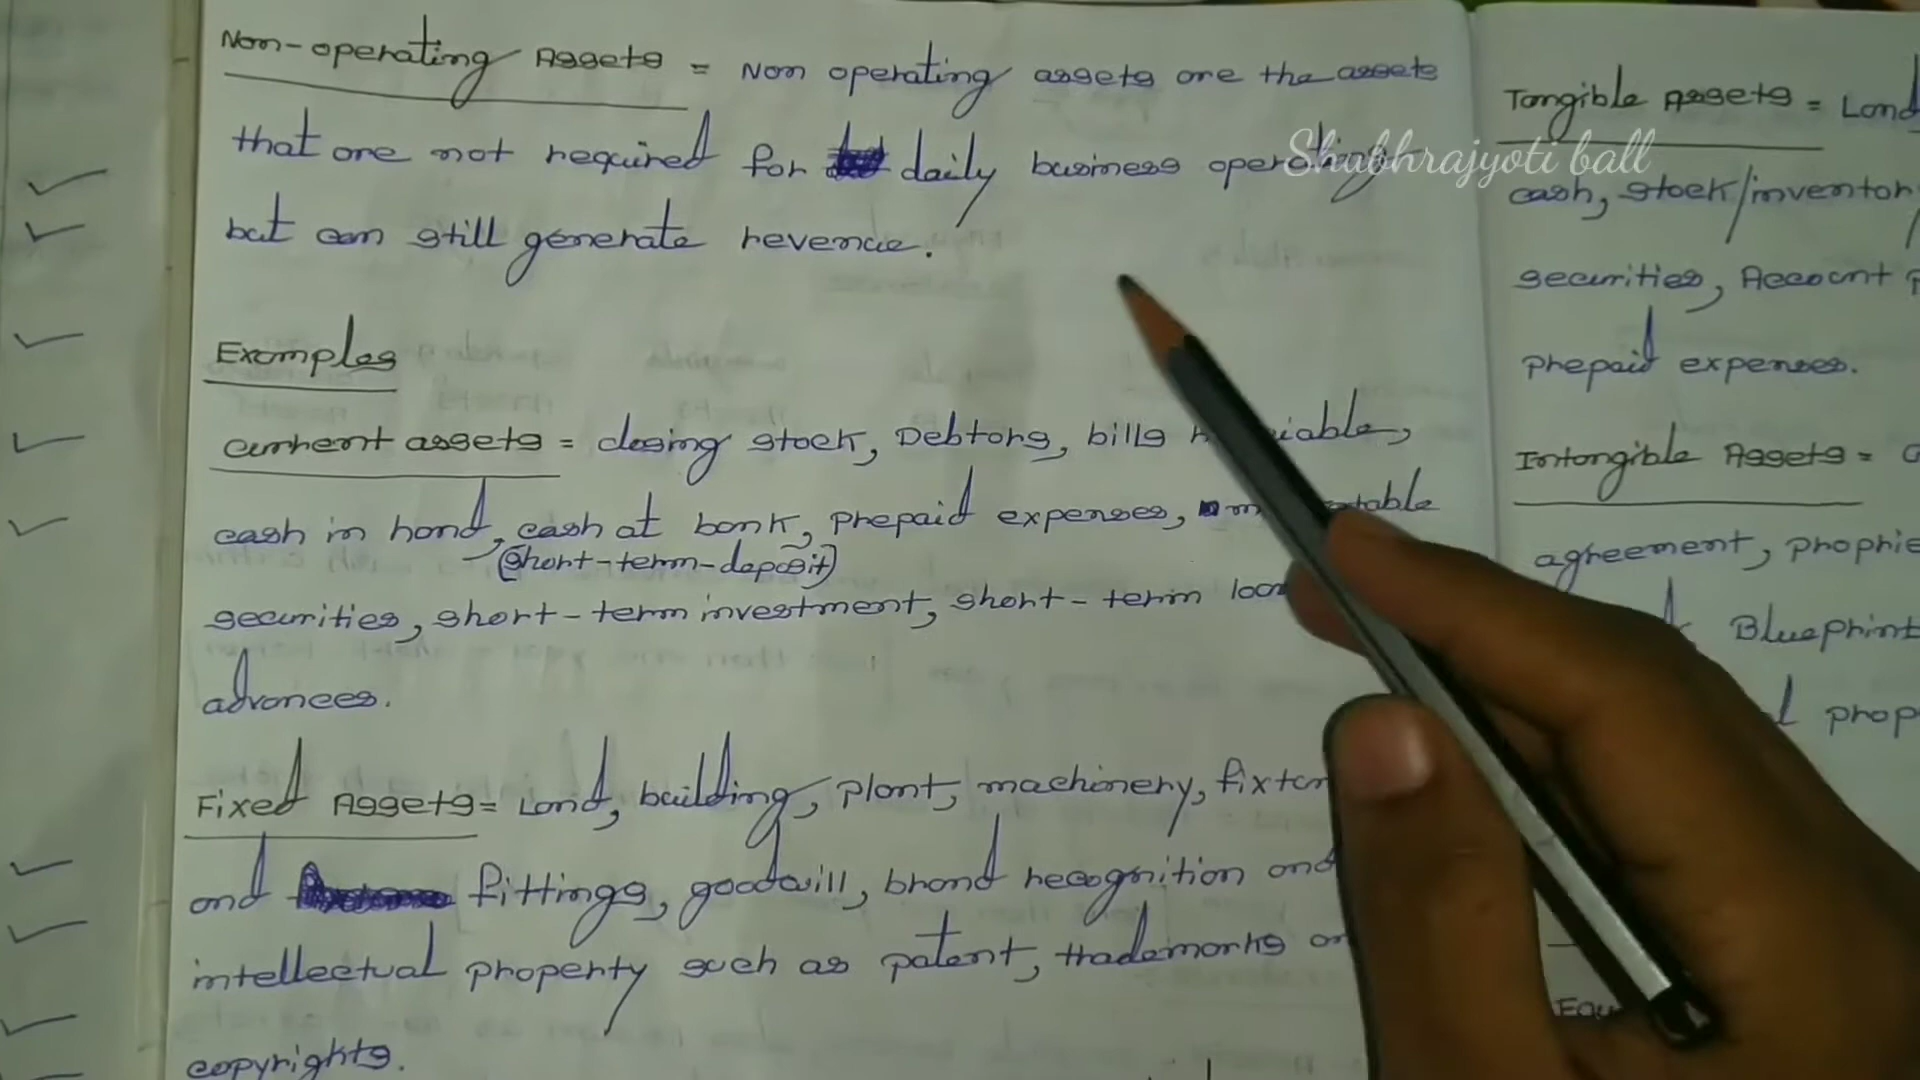 Non-operating Assets = Non operating assets are the assets
that are not required for daily business operating
but can still generate revenue.
Examples
current assets = closing stock, Debtors, bills
cash in hand, cash at bank, prepaid expenses,
(short-term-deposit)
securities, short-term investment, short-term
advances.
Fixed Assets = Land, building, plant, machinery,
and fittings, goodwill, brand recognition and
intellectual property such as patent, trademarks
copyrights.
Shubhrajyoti ball
Tangible Assets = Land
cash, stock/inventory
securities, Account
prepaid expenses.
Intangible Assets =
agreement,
Blueprint